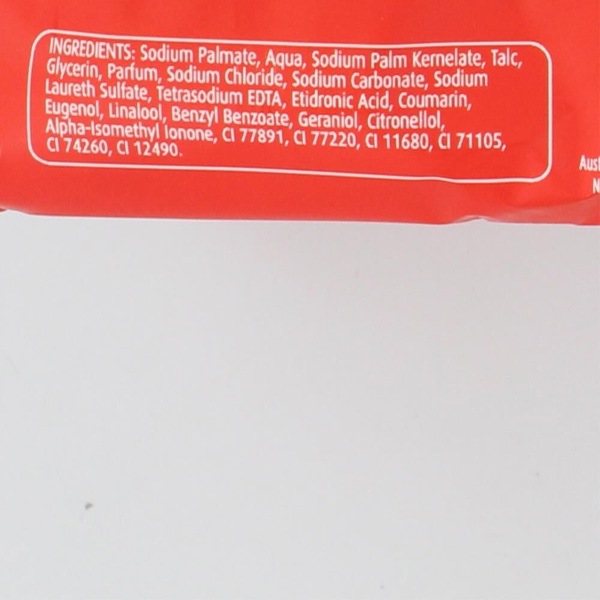 INGREDIENTS: Sodium Palmate, Aqua, Sodium Palm Kernelate, Talc,
Glycerin, Parfum, Sodium Chloride, Sodium Carbonate, Sodium
Laureth Sulfate, Tetrasodium EDTA, Etidronic Acid, Coumarin,
Eugenol, Linalool, Benzyl Benzoate, Geraniol, Citronellol,
Alpha-Isomethyl Ionone, CI 77891, CI 77220, CI 11680, CI 71105,
CI 74260, CI 12490.